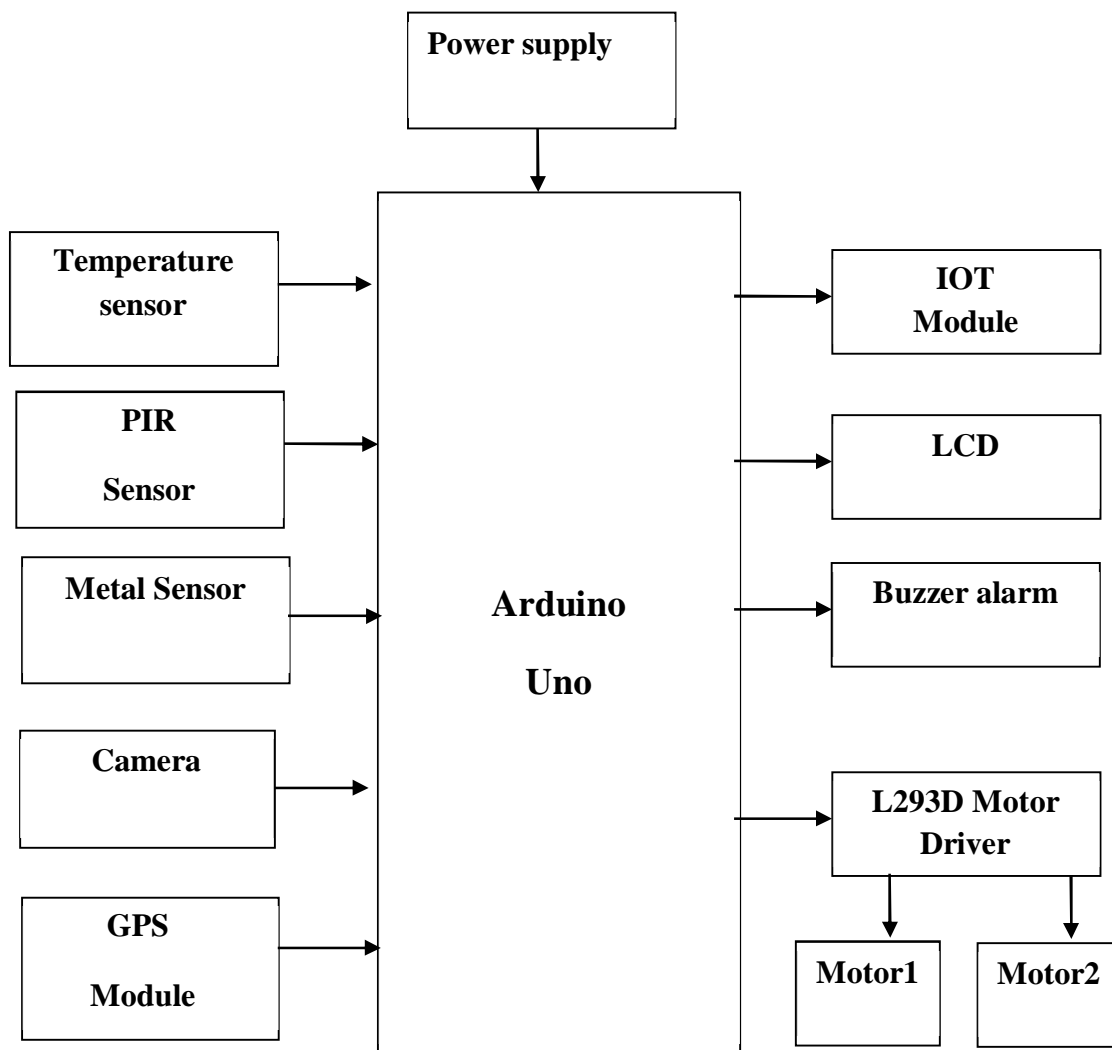 Power supply
Temperature
sensor
PIR
Sensor
Metal Sensor
Camera
GPS
Module
Arduino
Uno
IOT
Module
LCD
Buzzer alarm
L293D Motor
Driver
Motor1
Motor2